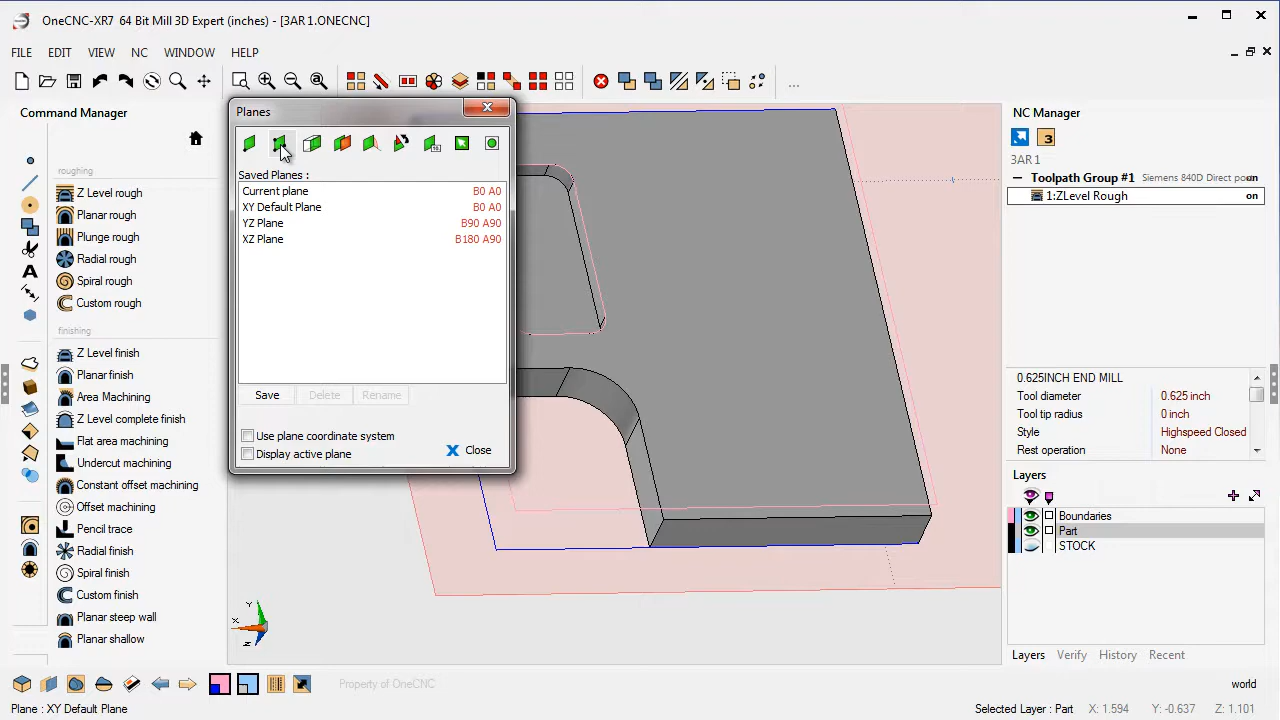 OneCNC-XR7 64 Bit Mill 3D Expert (inches) - [3AR 1.ONECNC]
FILE EDIT VIEW NC WINDOW HELP
Command Manager
roughing
Z Level rough
Planar rough
Plunge rough
Radial rough
Spiral rough
Custom rough
finishing
Z Level finish
Planar finish
Area Machining
Z Level complete finish
Flat area machining
Undercut machining
Constant offset machining
Offset machining
Pencil trace
Radial finish
Spiral finish
Custom finish
Planar steep wall
Planar shallow
Planes
Saved Planes :
Current plane B0 A0
XY Default Plane B0 A0
YZ Plane B90 A90
XZ Plane B180 A90
Save Delete Rename
Use plane coordinate system
Display active plane
X Close
Y
X
Z
NC Manager
3
3AR 1
Toolpath Group #1 Siemens 840D Direct po on
1:ZLevel Rough on
0.625INCH END MILL
Tool diameter 0.625 inch
Tool tip radius 0 inch
Style Highspeed Closed
Rest operation None
Layers
Boundaries
Part
STOCK
Layers Verify History Recent
Property of OneCNC
world
Plane : XY Default Plane
Selected Layer : Part X: 1.594 Y: -0.637 Z: 1.101